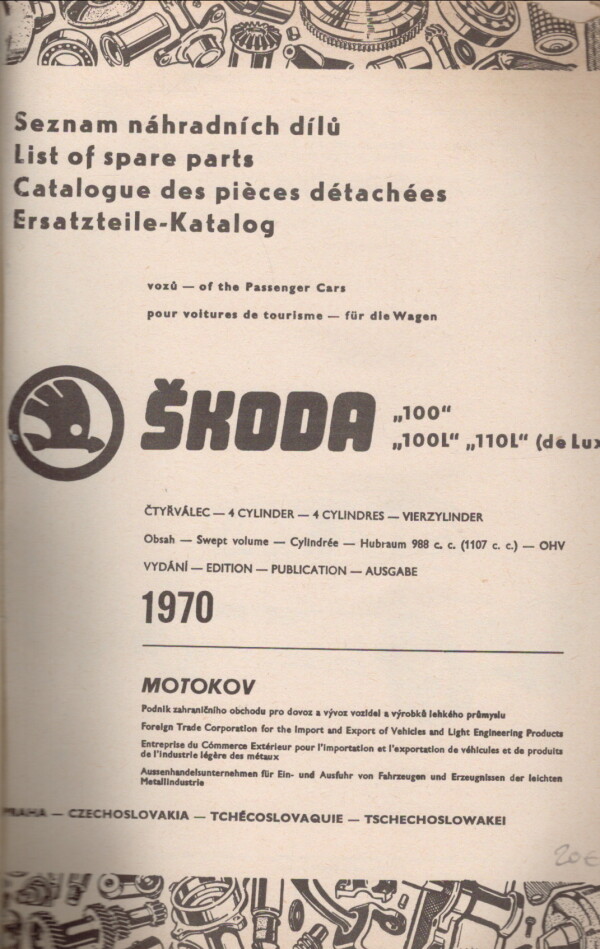 Seznam náhradních dílů
List of spare parts
Catalogue des pièces détachées
Ersatzteile-Katalog
vozů — of the Passenger Cars
pour voitures de tourisme — für die Wagen
ŠKODA „100“
„100L“ „110L“ (de Lux
ČTYŘVÁLEC — 4 CYLINDER — 4 CYLINDRES — VIERZYLINDER
Obsah — Swept volume — Cylindrée — Hubraum 988 c. c. (1107 c. c.) — OHV
VYDÁNÍ — EDITION — PUBLICATION — AUSGABE
1970
MOTOKOV
Podnik zahraničního obchodu pro dovoz a vývoz vozidel a výrobků lehkého průmyslu
Foreign Trade Corporation for the Import and Export of Vehicles and Light Engineering Products
Entreprise du Cómmerce Extérieur pour l'importation et l'exportation de véhicules et de produits
de l'industrie légère des métaux
Aussenhandelsunternehmen für Ein- und Ausfuhr von Fahrzeugen und Erzeugnissen der leichten
Metallindustrie
PRAHA — CZECHOSLOVAKIA — TCHÉCOSLOVAQUIE — TSCHECHOSLOWAKEI
20€